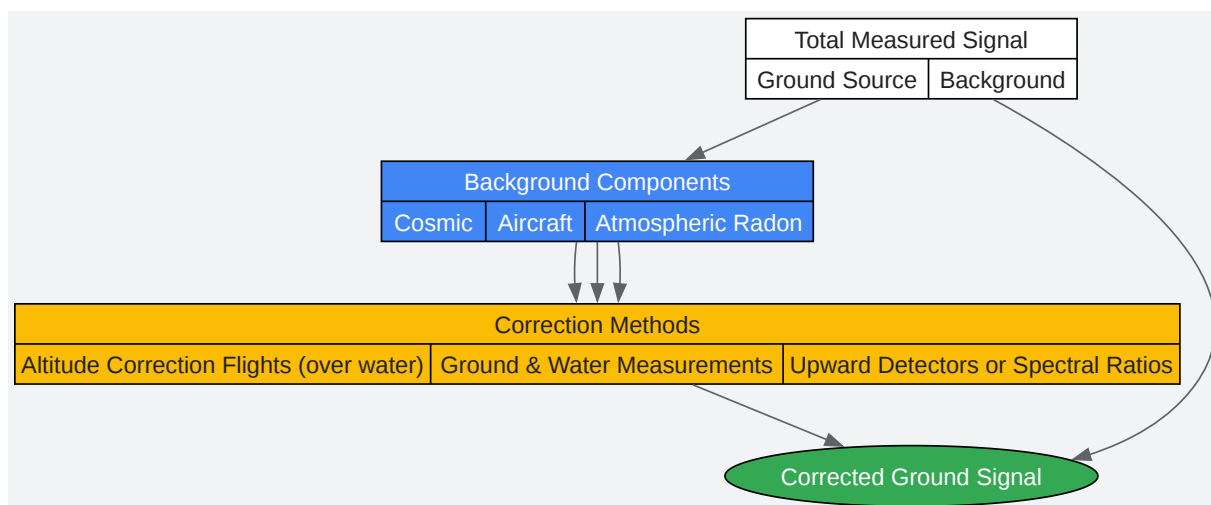 Total Measured Signal
Ground Source Background
Background Components
Cosmic Aircraft Atmospheric Radon
Correction Methods
Altitude Correction Flights (over water) Ground & Water Measurements Upward Detectors or Spectral Ratios
Corrected Ground Signal